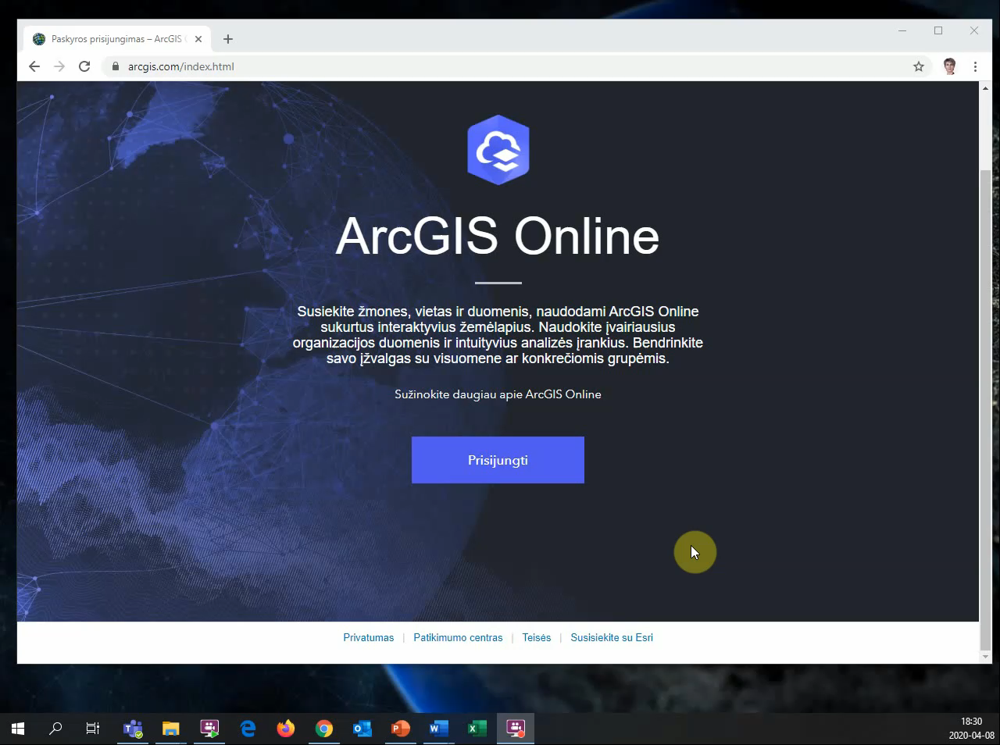 Paskyros prisijungimas – ArcGIS
arcgis.com/index.html
ArcGIS Online
Susiekite žmones, vietas ir duomenis, naudodami ArcGIS Online
sukurtus interaktyvius žemėlapius. Naudokite įvairiausius
organizacijos duomenis ir intuityvius analizės įrankius. Bendrinkite
savo įžvalgas su visuomene ar konkrečiomis grupėmis.
Sužinokite daugiau apie ArcGIS Online
Prisijungti
Privatumas | Patikimumo centras | Teisės | Susisiekite su Esri
18:30
2020-04-08